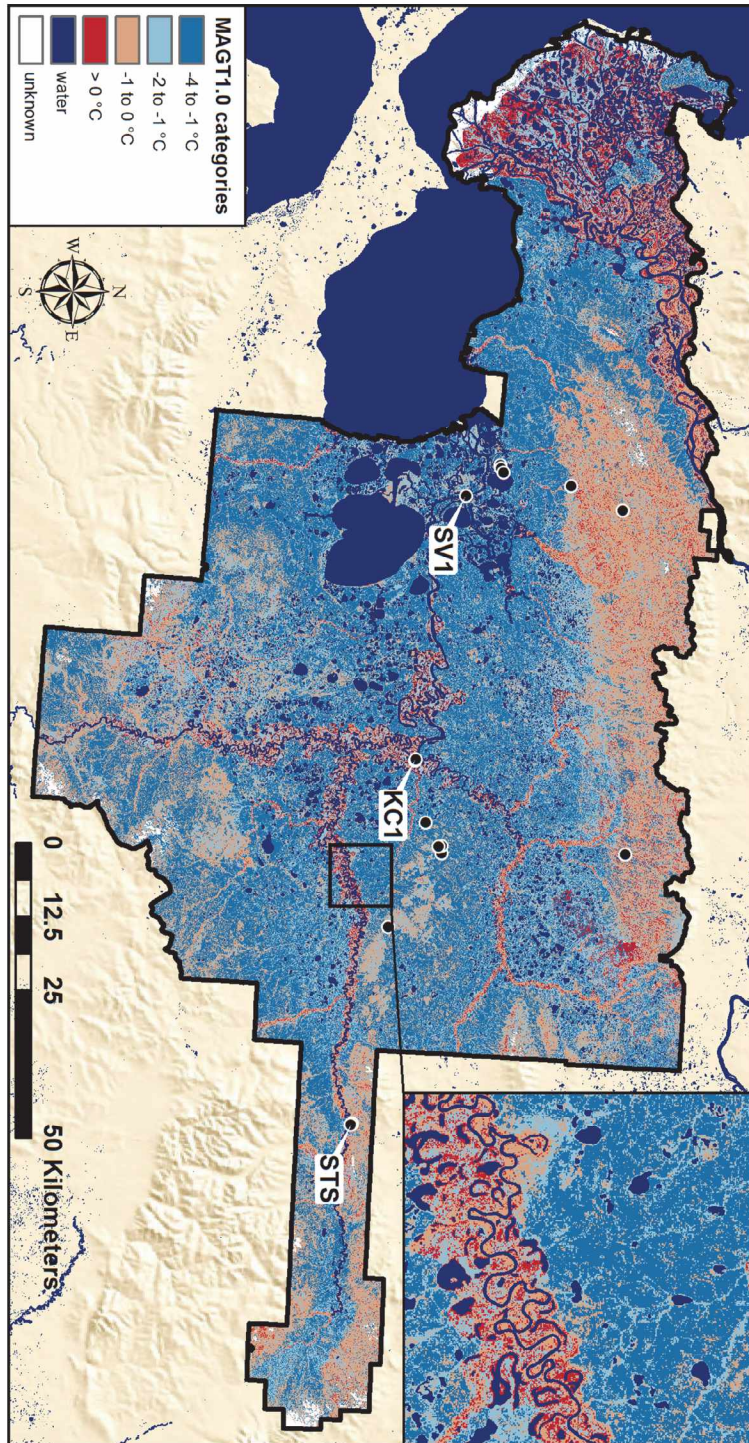 MAGT1.0 categories
-4 to -1 °C
-2 to -1 °C
-1 to 0 °C
> 0 °C
water
unknown
N
W
E
S
SV1
KC1
STS
0 12.5 25 50 Kilometers